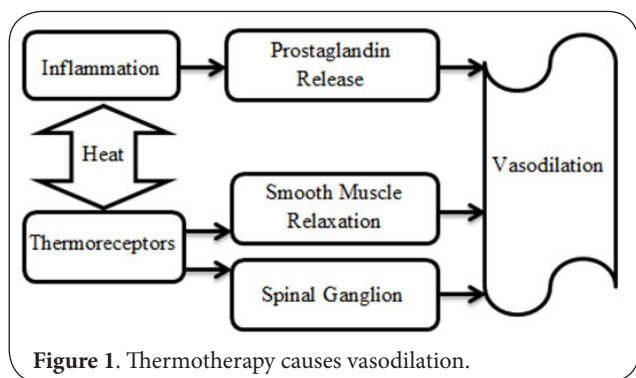 Inflammation
Prostaglandin
Release
Heat
Vasodilation
Thermoreceptors
Smooth Muscle
Relaxation
Spinal Ganglion
Figure 1. Thermotherapy causes vasodilation.